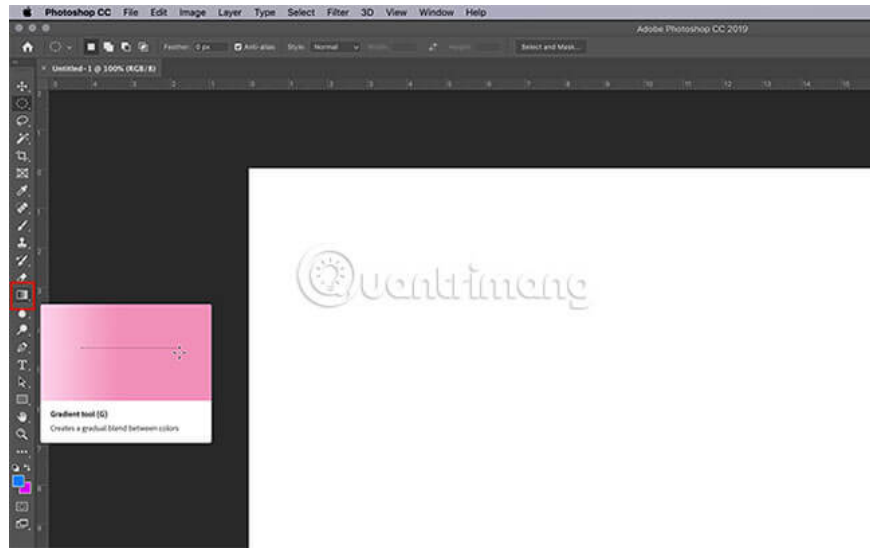 Photoshop CC File Edit Image Layer Type Select Filter 3D View Window Help
Adobe Photoshop CC 2019
Feather: 0 px Anti-alias Style: Normal Width: Height: Select and Mask...
× Untitled-1 @ 100% (RGB/8)
Quantrimang
Gradient tool (G)
Creates a gradual blend between colors